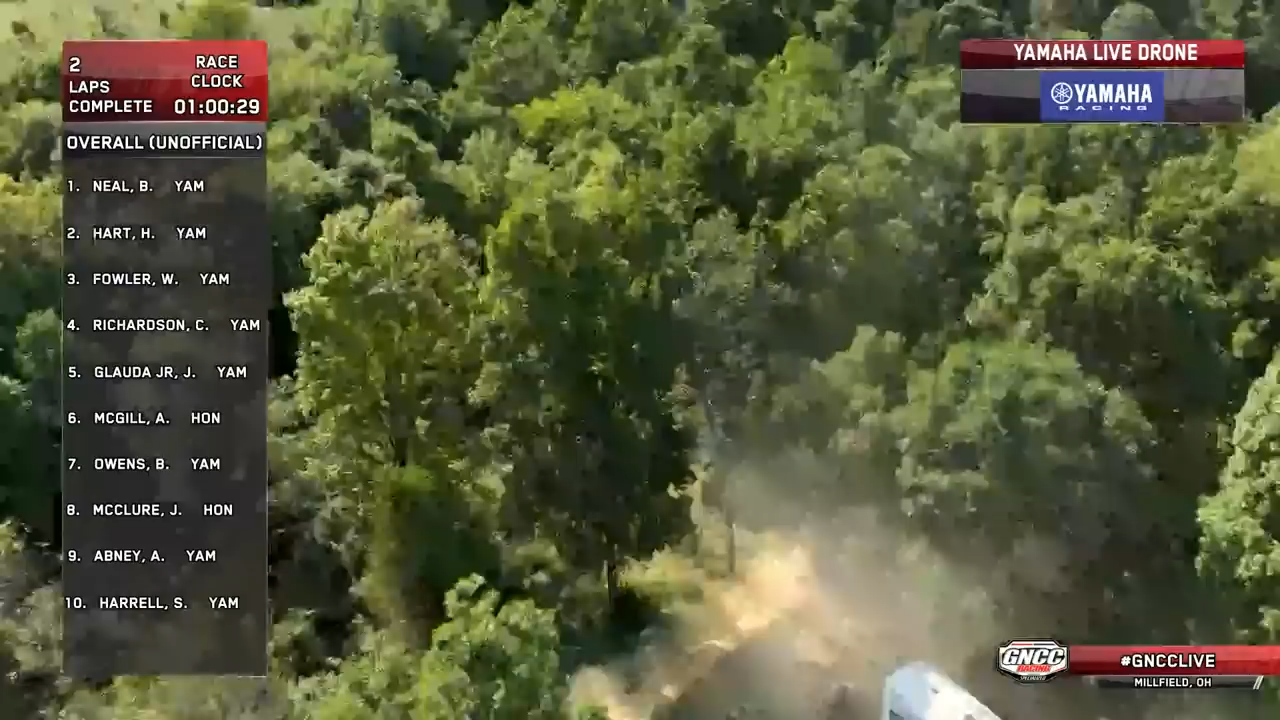 2
LAPS
COMPLETE
RACE
CLOCK
01:00:29
OVERALL (UNOFFICIAL)
1. NEAL, B. YAM
2. HART, H. YAM
3. FOWLER, W. YAM
4. RICHARDSON, C. YAM
5. GLAUDA JR, J. YAM
6. MCGILL, A. HON
7. OWENS, B. YAM
8. MCCLURE, J. HON
9. ABNEY, A. YAM
10. HARRELL, S. YAM
YAMAHA LIVE DRONE
YAMAHA
RACING
GNCC
RACING
#GNCCLIVE
MILLFIELD, OH